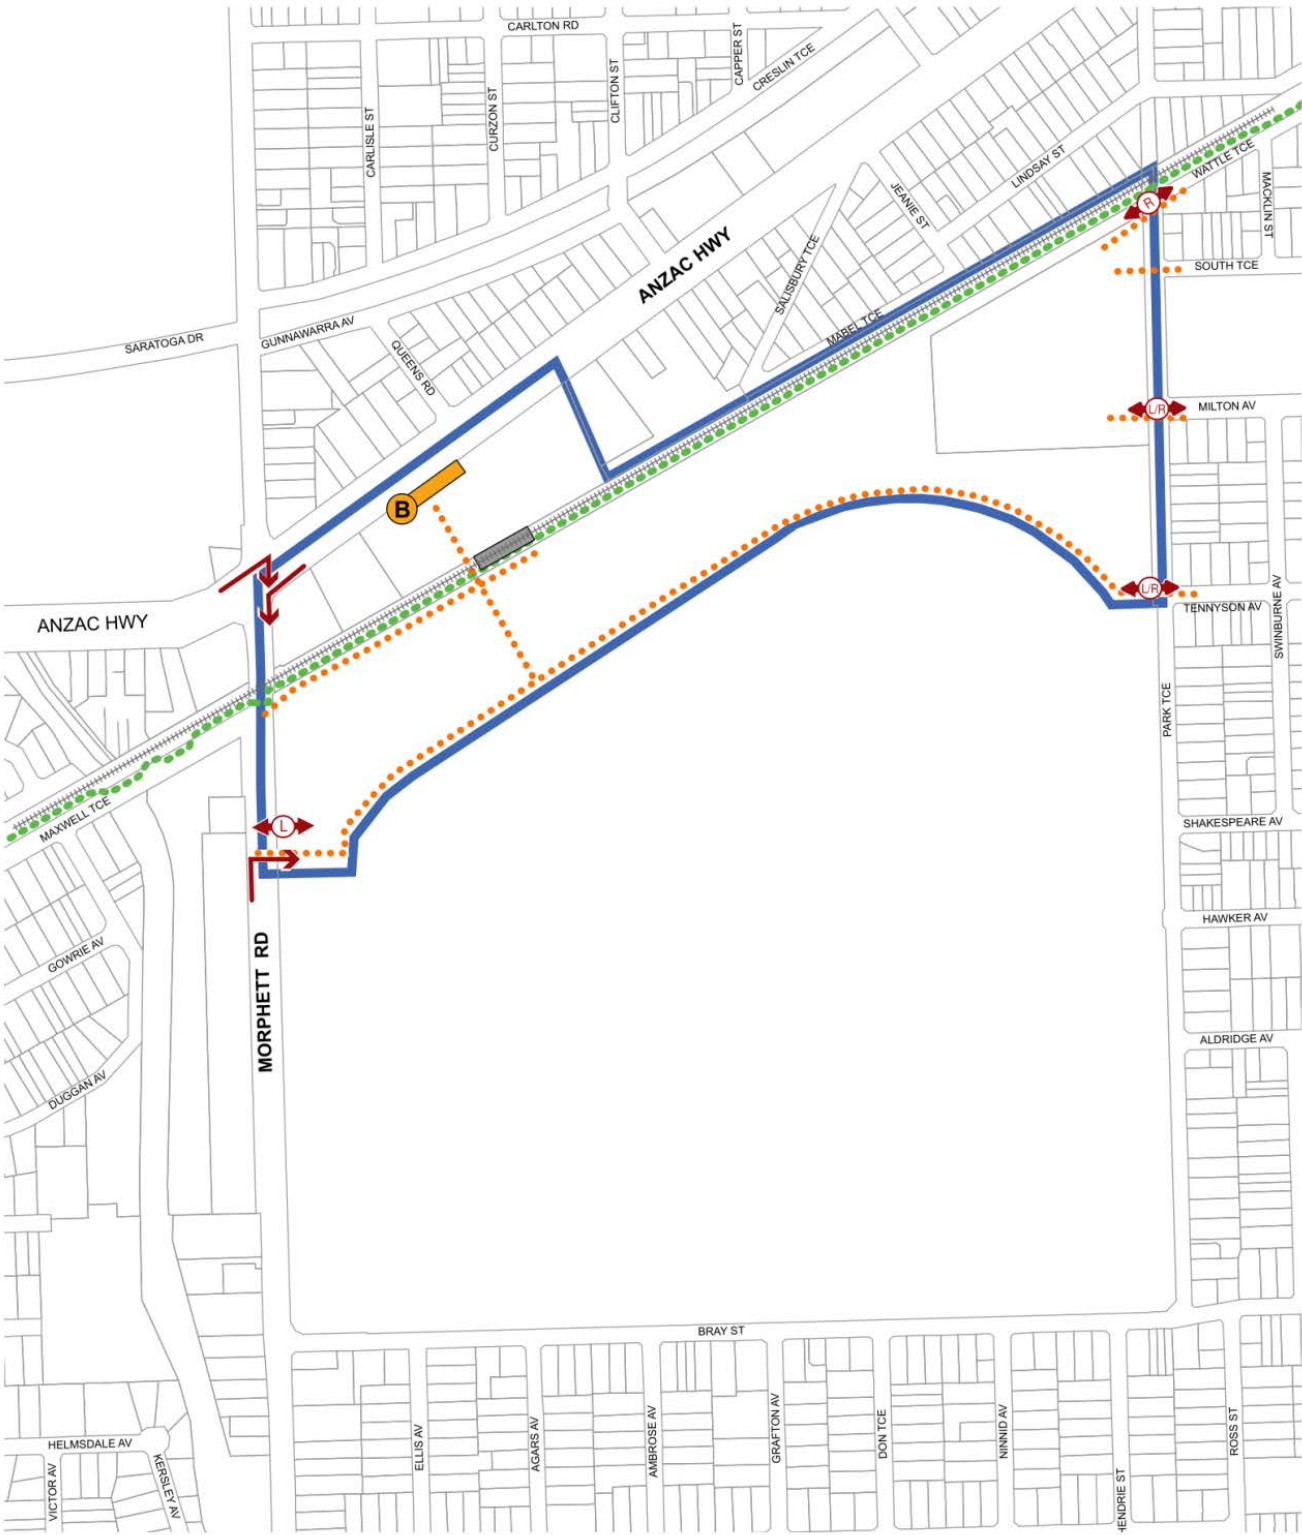 CARLTON RD
CAPPER ST
CRESLIN TCE
CLIFTON ST
CURZON ST
CARLISLE ST
LINDSAY ST
WATTLE TCE
JEANIE ST
MACKLIN ST
R
ANZAC HWY
SALISBURY TCE
SOUTH TCE
MABEL TCE
GUNNAWARRA AV
SARATOGA DR
QUEENS RD
L/R
MILTON AV
B
L/R
TENNYSON AV
SWINBURNE AV
ANZAC HWY
PARK TCE
MAXWELL TCE
L
SHAKESPEARE AV
HAWKER AV
GOWRIE AV
MORPHETT RD
ALDRIDGE AV
DUGGAN AV
BRAY ST
ELLIS AV
AGARS AV
AMBROSE AV
GRAFTON AV
DON TCE
NINNID AV
HENDRIE ST
ROSS ST
HELMSDALE AV
VICTOR AV
KERSLEY AV